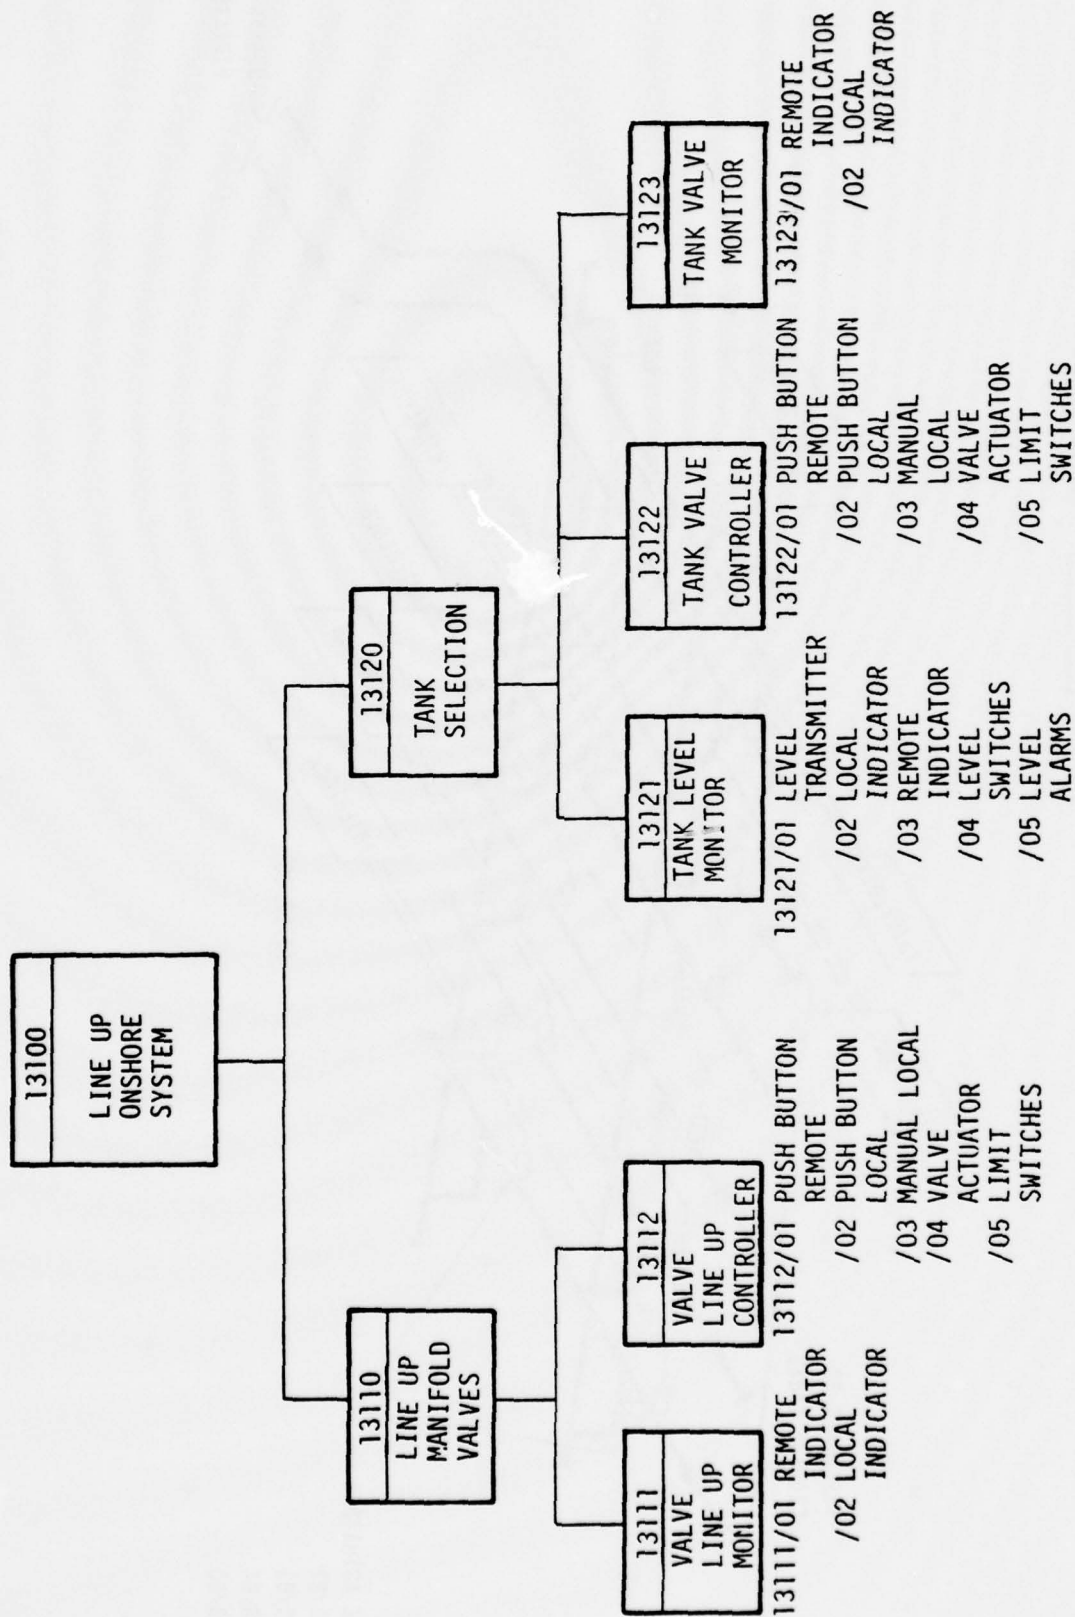 13100
LINE UP
ONSHORE
SYSTEM
13110
LINE UP
MANIFOLD
VALVES
13120
TANK
SELECTION
13111
VALVE
LINE UP
MONITOR
13111/01 REMOTE
INDICATOR
/02 LOCAL
INDICATOR
13112
VALVE
LINE UP
CONTROLLER
13112/01 PUSH BUTTON
REMOTE
/02 PUSH BUTTON
LOCAL
/03 MANUAL LOCAL
/04 VALVE
ACTUATOR
/05 LIMIT
SWITCHES
13121
TANK LEVEL
MONITOR
13121/01 LEVEL
TRANSMITTER
/02 LOCAL
INDICATOR
/03 REMOTE
INDICATOR
/04 LEVEL
SWITCHES
/05 LEVEL
ALARMS
13122
TANK VALVE
CONTROLLER
13122/01 PUSH BUTTON
REMOTE
/02 PUSH BUTTON
LOCAL
/03 MANUAL
LOCAL
/04 VALVE
ACTUATOR
/05 LIMIT
SWITCHES
13123
TANK VALVE
MONITOR
13123/01 REMOTE
INDICATOR
/02 LOCAL
INDICATOR